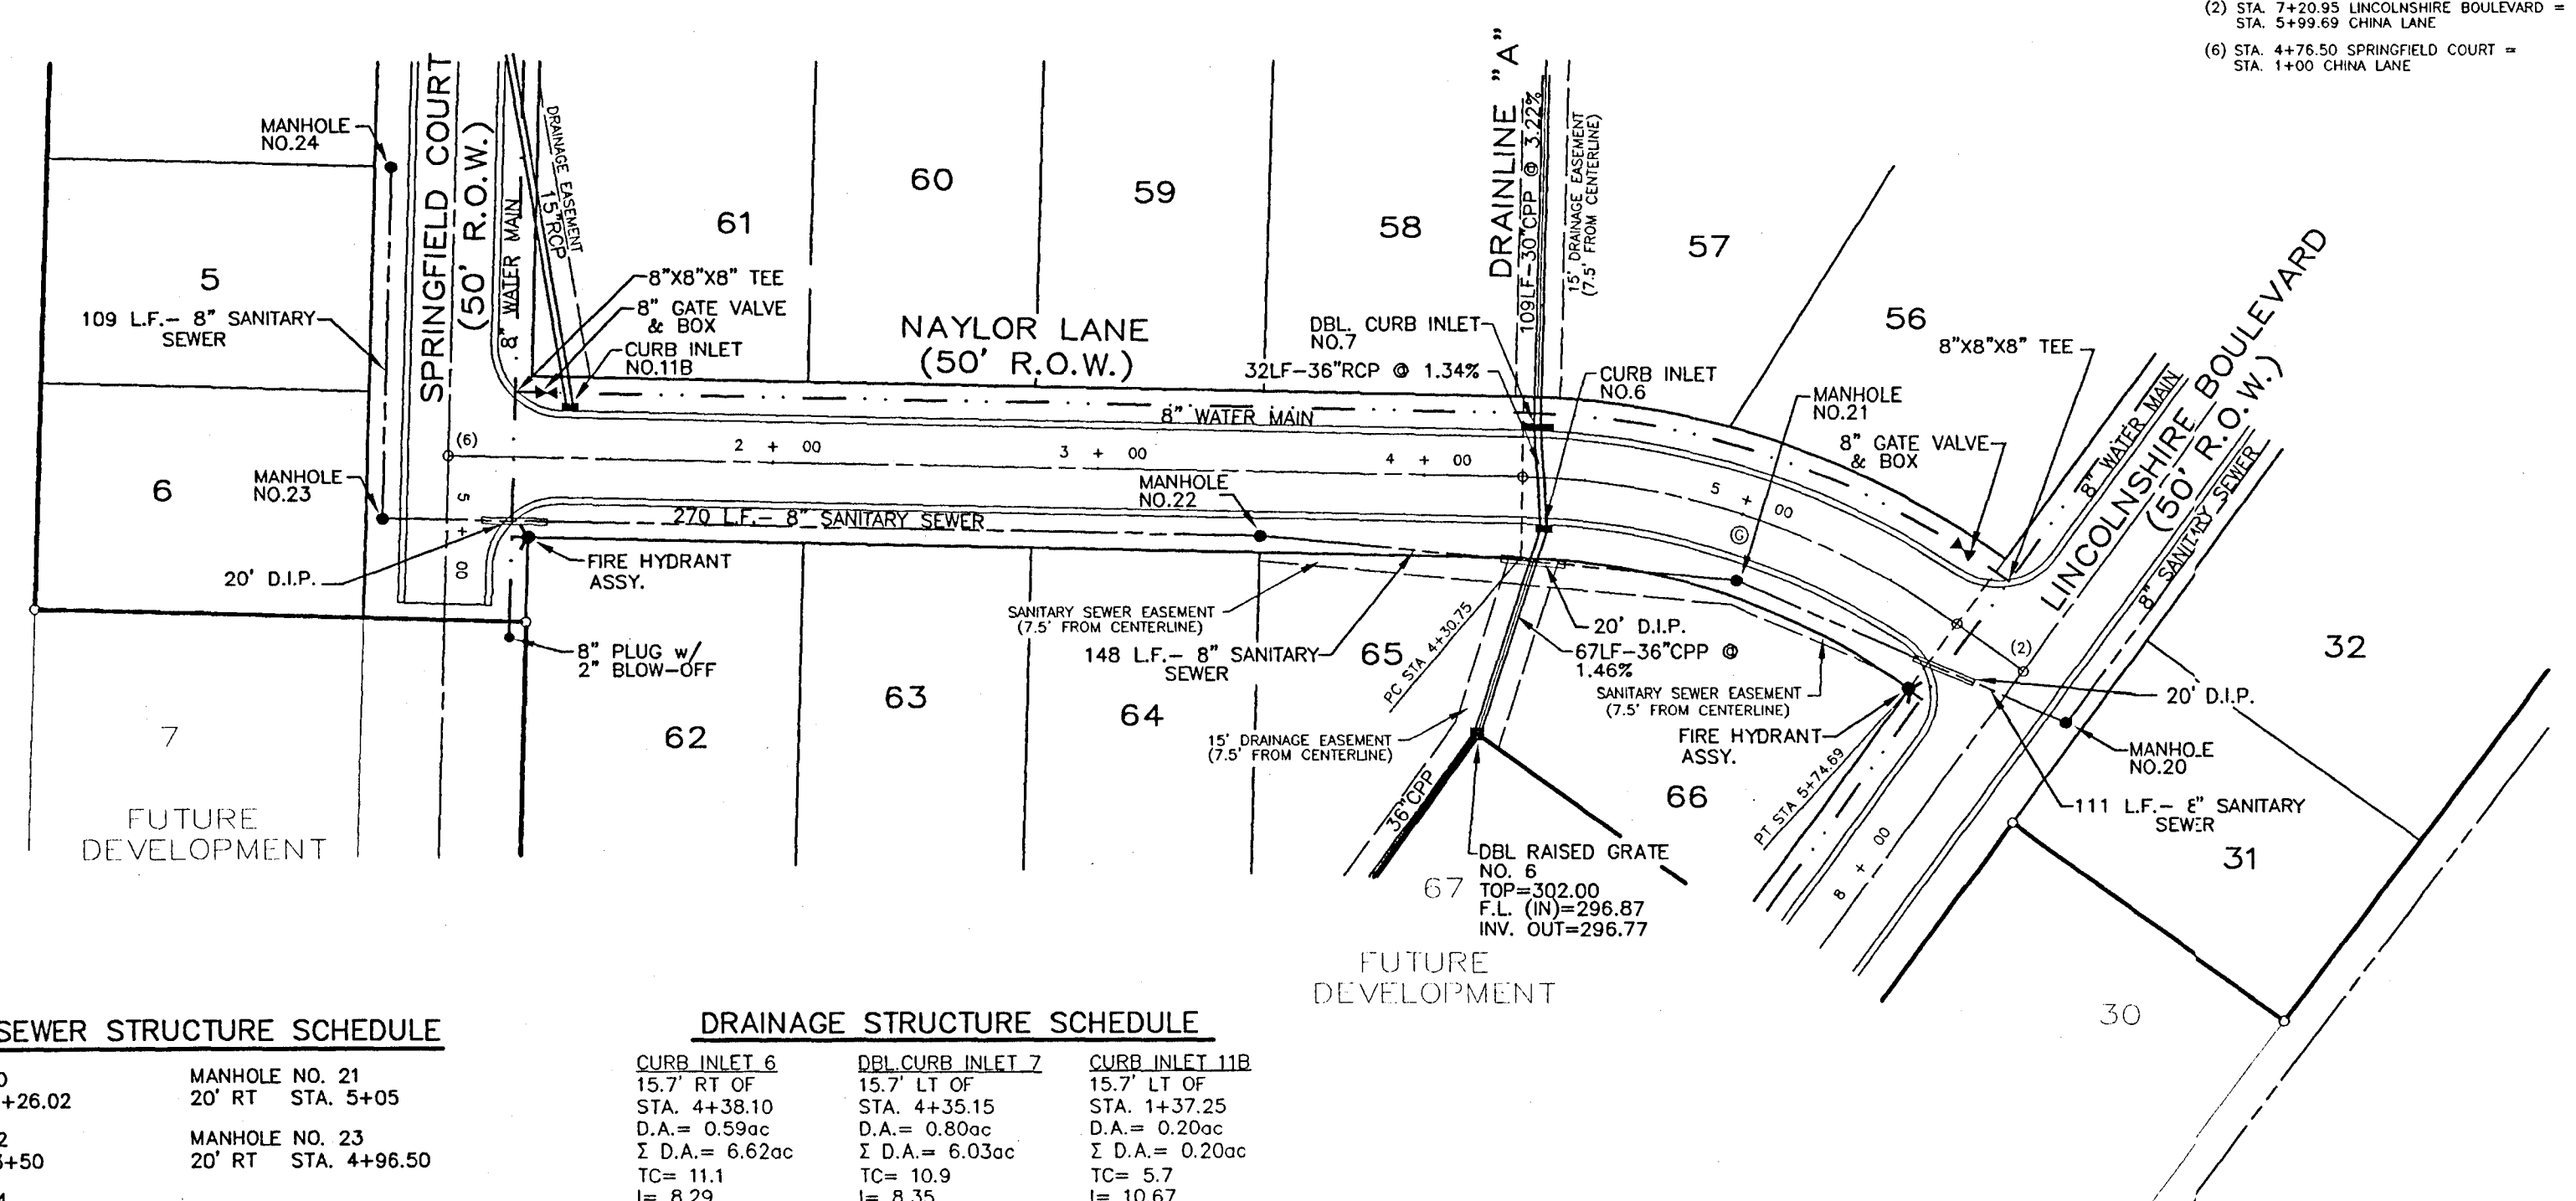 (2) STA. 7+20.95 LINCOLNSHIRE BOULEVARD =
STA. 5+99.69 CHINA LANE
(6) STA. 4+76.50 SPRINGFIELD COURT =
STA. 1+00 CHINA LANE
MANHOLE
NO.24
SPRINGFIELD COURT
(50' R.O.W.)
8" WATER MAIN
DRAINAGE EASEMENT
15"RCP
61
60
59
58
57
56
DRAINLINE "A"
109LF-30"CPP @ 3.22%
15' DRAINAGE EASEMENT
(7.5' FROM CENTERLINE)
5
109 L.F.- 8" SANITARY
SEWER
8"X8"X8" TEE
8" GATE VALVE
& BOX
CURB INLET
NO.11B
NAYLOR LANE
(50' R.O.W.)
DBL. CURB INLET
NO.7
32LF-36"RCP @ 1.34%
CURB INLET
NO.6
MANHOLE
NO.21
8"X8"X8" TEE
8" GATE VALVE
& BOX
LINCOLNSHIRE BOULEVARD
(50' R.O.W.)
8" WATER MAIN
8" SANITARY SEWER
8" WATER MAIN
(6)
2 + 00
3 + 00
4 + 00
5 + 00
6
MANHOLE
NO.23
5 + 00
MANHOLE
NO.22
270 L.F.- 8" SANITARY SEWER
G
20' D.I.P.
FIRE HYDRANT
ASSY.
8" PLUG w/
2" BLOW-OFF
SANITARY SEWER EASEMENT
(7.5' FROM CENTERLINE)
148 L.F.- 8" SANITARY
SEWER
65
PC STA 4+30.75
20' D.I.P.
67LF-36"CPP @
1.46%
SANITARY SEWER EASEMENT
(7.5' FROM CENTERLINE)
(2)
32
20' D.I.P.
7
62
63
64
15' DRAINAGE EASEMENT
(7.5' FROM CENTERLINE)
36"CPP
FIRE HYDRANT
ASSY.
PT STA 5+74.69
66
MANHOLE
NO.20
111 L.F.- 8" SANITARY
SEWER
8 + 00
31
FUTURE
DEVELOPMENT
67
DBL RAISED GRATE
NO. 6
TOP=302.00
F.L. (IN)=296.87
INV. OUT=296.77
FUTURE
DEVELOPMENT
30
SEWER STRUCTURE SCHEDULE
+26.02
MANHOLE NO. 21
20' RT STA. 5+05
+50
MANHOLE NO. 23
20' RT STA. 4+96.50
DRAINAGE STRUCTURE SCHEDULE
CURB INLET 6
15.7' RT OF
STA. 4+38.10
D.A.= 0.59ac
Σ D.A.= 6.62ac
TC= 11.1
I= 8.29
DBL.CURB INLET 7
15.7' LT OF
STA. 4+35.15
D.A.= 0.80ac
Σ D.A.= 6.03ac
TC= 10.9
I= 8.35
CURB INLET 11B
15.7' LT OF
STA. 1+37.25
D.A.= 0.20ac
Σ D.A.= 0.20ac
TC= 5.7
I= 10.67